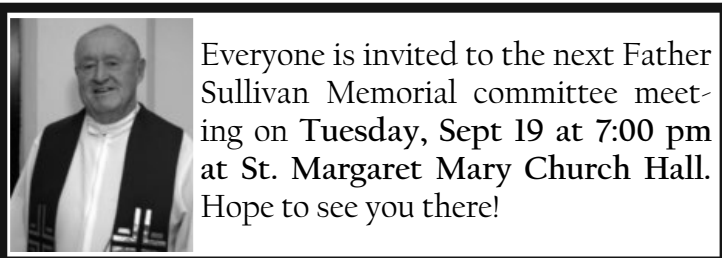 Everyone is invited to the next Father
Sullivan Memorial committee meet-
ing on Tuesday, Sept 19 at 7:00 pm
at St. Margaret Mary Church Hall.
Hope to see you there!